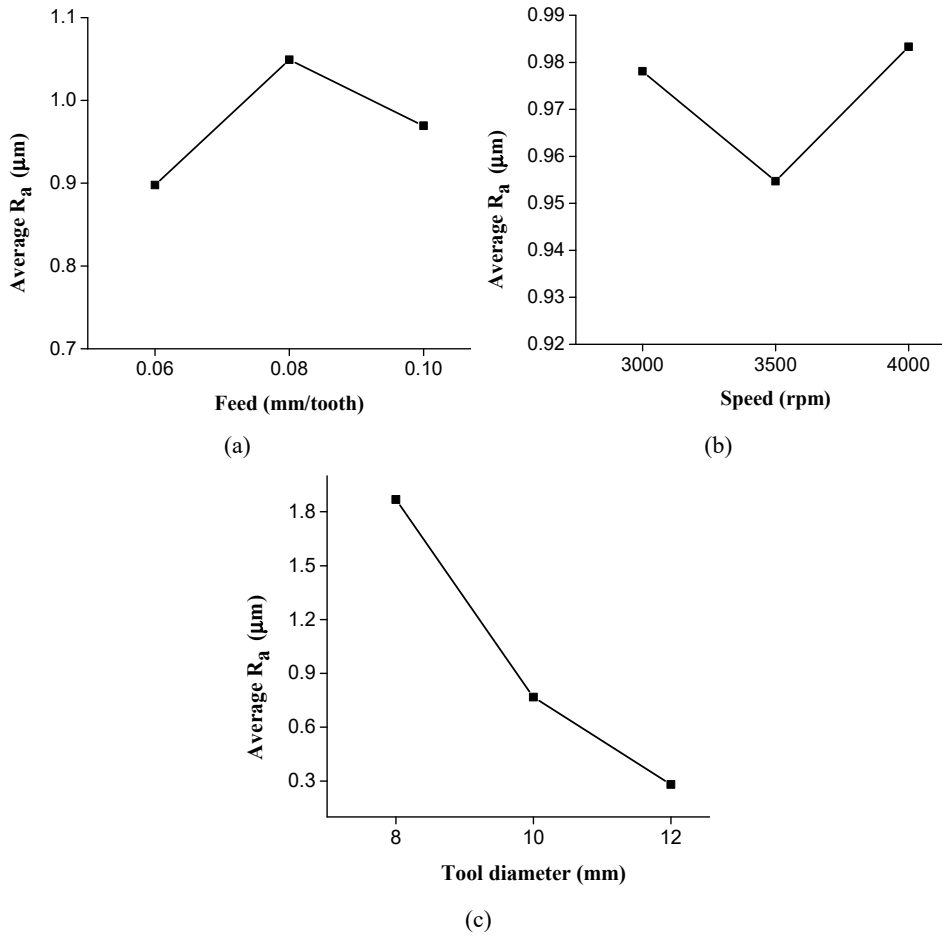 1.1
1.0
0.9
0.8
0.7
Average Ra (μm)
0.06 0.08 0.10
Feed (mm/tooth)
(a)
0.99
0.98
0.97
0.96
0.95
0.94
0.93
0.92
Average Ra (μm)
3000 3500 4000
Speed (rpm)
(b)
1.8
1.5
1.2
0.9
0.6
0.3
Average Ra (μm)
8 10 12
Tool diameter (mm)
(c)